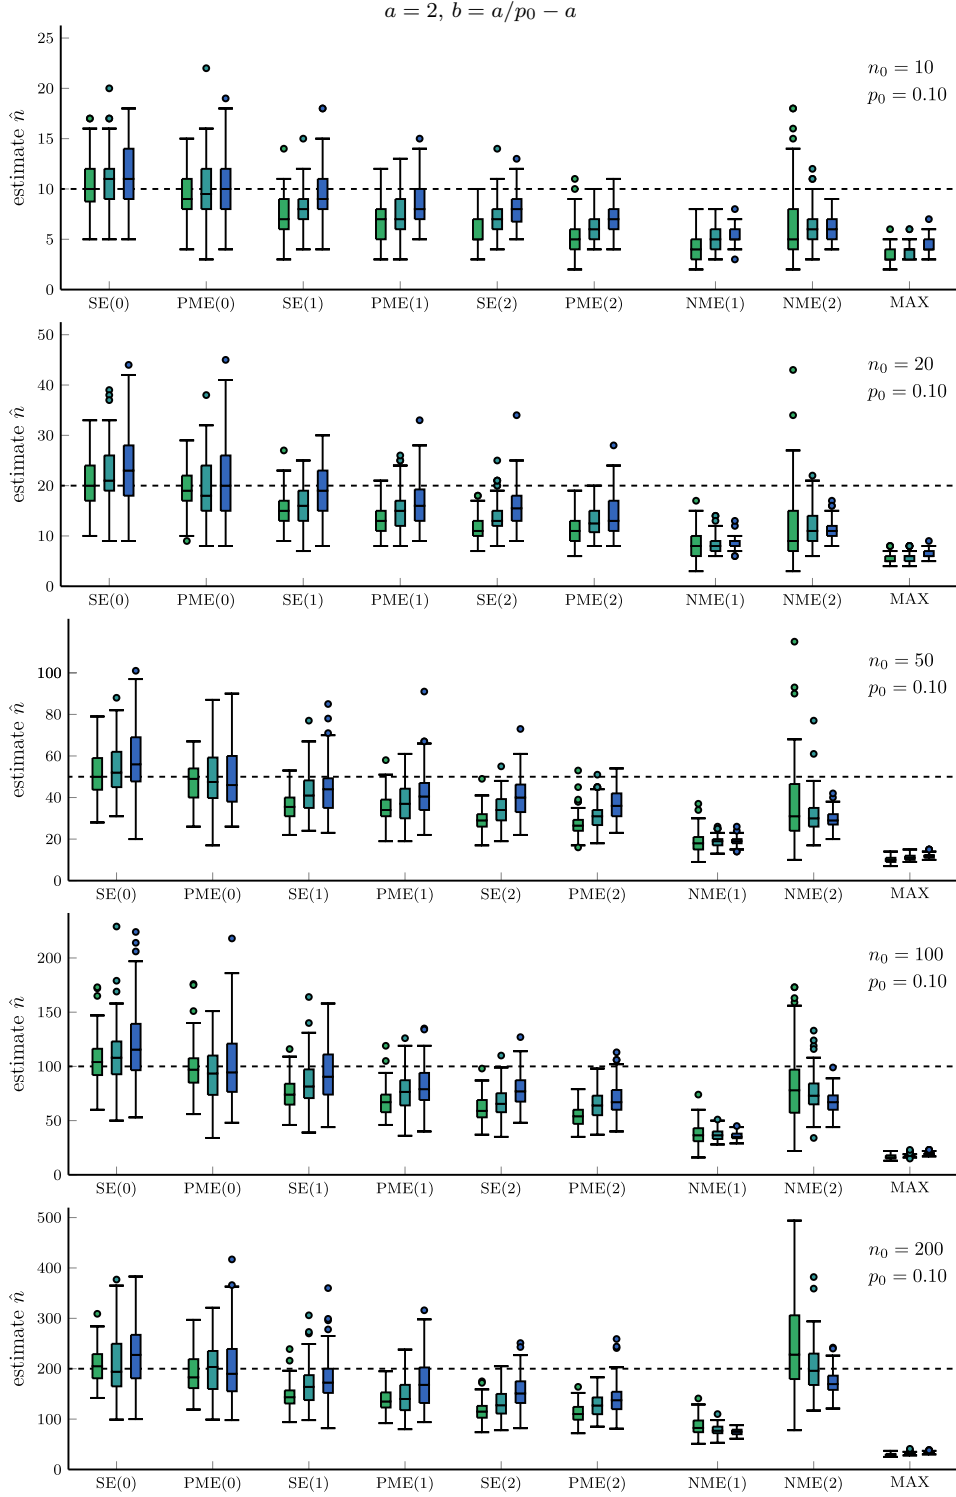 a = 2, b = a/p₀ − a
25
20
15
10
5
0
estimate n̂
n₀ = 10
p₀ = 0.10
SE(0) PME(0) SE(1) PME(1) SE(2) PME(2) NME(1) NME(2) MAX
50
40
30
20
10
0
estimate n̂
n₀ = 20
p₀ = 0.10
SE(0) PME(0) SE(1) PME(1) SE(2) PME(2) NME(1) NME(2) MAX
100
80
60
40
20
0
estimate n̂
n₀ = 50
p₀ = 0.10
SE(0) PME(0) SE(1) PME(1) SE(2) PME(2) NME(1) NME(2) MAX
200
150
100
50
0
estimate n̂
n₀ = 100
p₀ = 0.10
SE(0) PME(0) SE(1) PME(1) SE(2) PME(2) NME(1) NME(2) MAX
500
400
300
200
100
0
estimate n̂
n₀ = 200
p₀ = 0.10
SE(0) PME(0) SE(1) PME(1) SE(2) PME(2) NME(1) NME(2) MAX